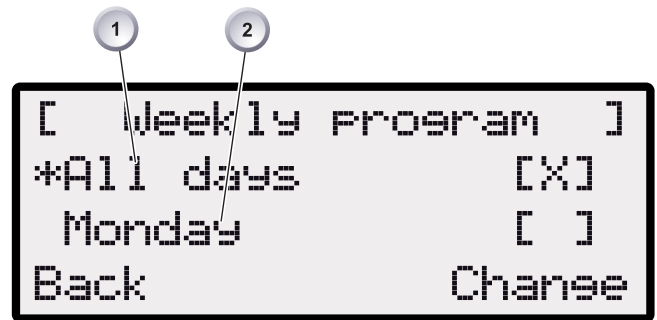 1 2
[ Weekly program ]
*All days [X]
Monday [ ]
Back Change